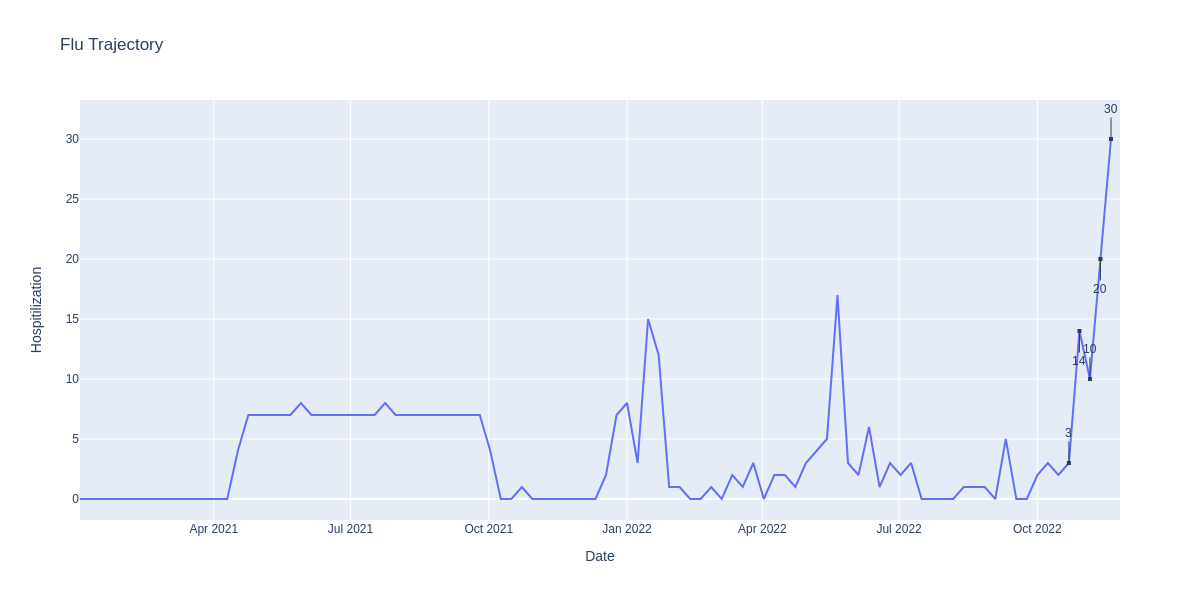 Flu Trajectory
30
30
25
20
20
15
10
14
10
3
5
0
Hospitilization
Apr 2021
Jul 2021
Oct 2021
Jan 2022
Apr 2022
Jul 2022
Oct 2022
Date